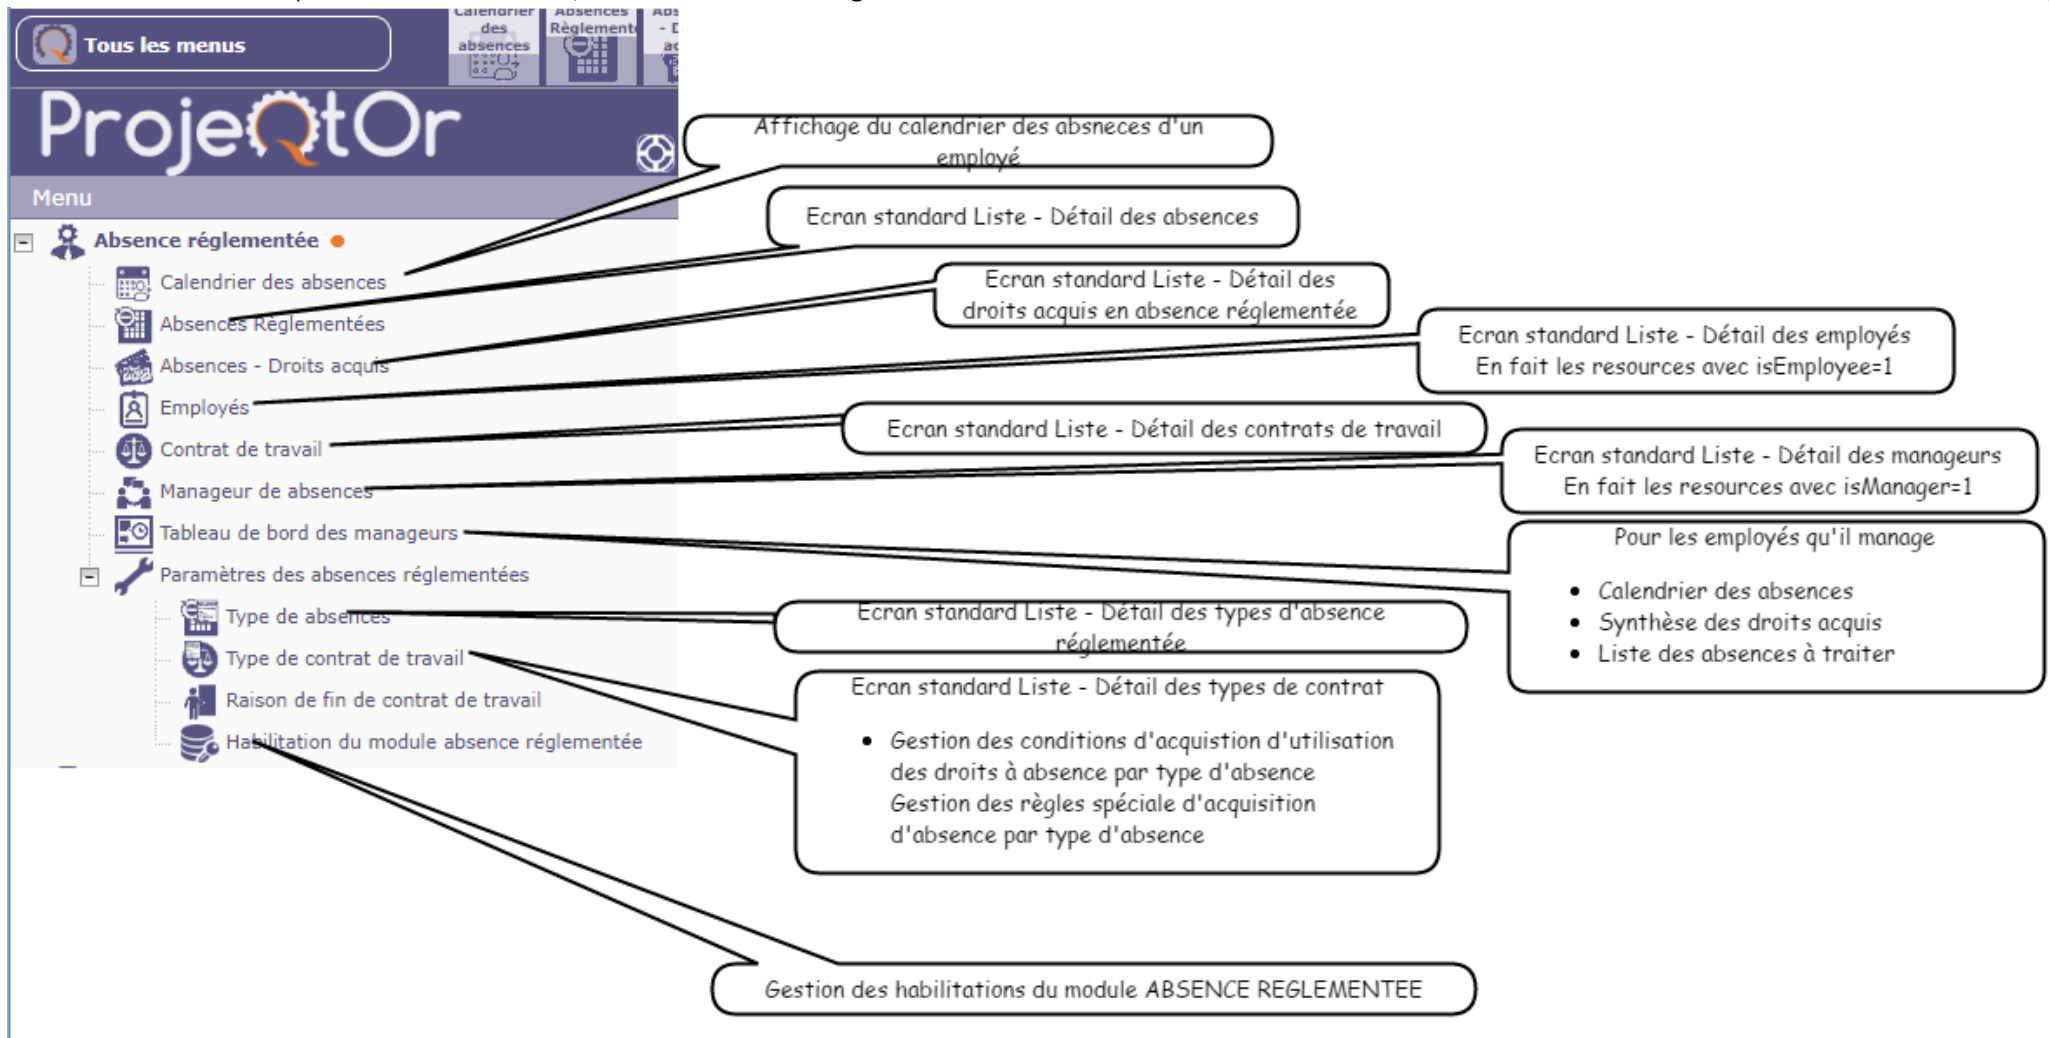 Tous les menus
Calendrier
des
absences
Absences
Règlement
Abs
ProjeQtOr
Menu
Absence réglementée
Calendrier des absences
Absences Règlementées
Absences - Droits acquis
Employés
Contrat de travail
Manageur de absences
Tableau de bord des manageurs
Paramètres des absences réglementées
Type de absences
Type de contrat de travail
Raison de fin de contrat de travail
Habilitation du module absence réglementée
Affichage du calendrier des absneces d'un
employé
Ecran standard Liste - Détail des absences
Ecran standard Liste - Détail des
droits acquis en absence réglementée
Ecran standard Liste - Détail des employés
En fait les resources avec isEmployee=1
Ecran standard Liste - Détail des contrats de travail
Ecran standard Liste - Détail des manageurs
En fait les resources avec isManager=1
Pour les employés qu'il manage
• Calendrier des absences
• Synthèse des droits acquis
• Liste des absences à traiter
Ecran standard Liste - Détail des types d'absence
réglementée
Ecran standard Liste - Détail des types de contrat
• Gestion des conditions d'acquistion d'utilisation
des droits à absence par type d'absence
Gestion des règles spéciale d'acquisition
d'absence par type d'absence
Gestion des habilitations du module ABSENCE REGLEMENTEE